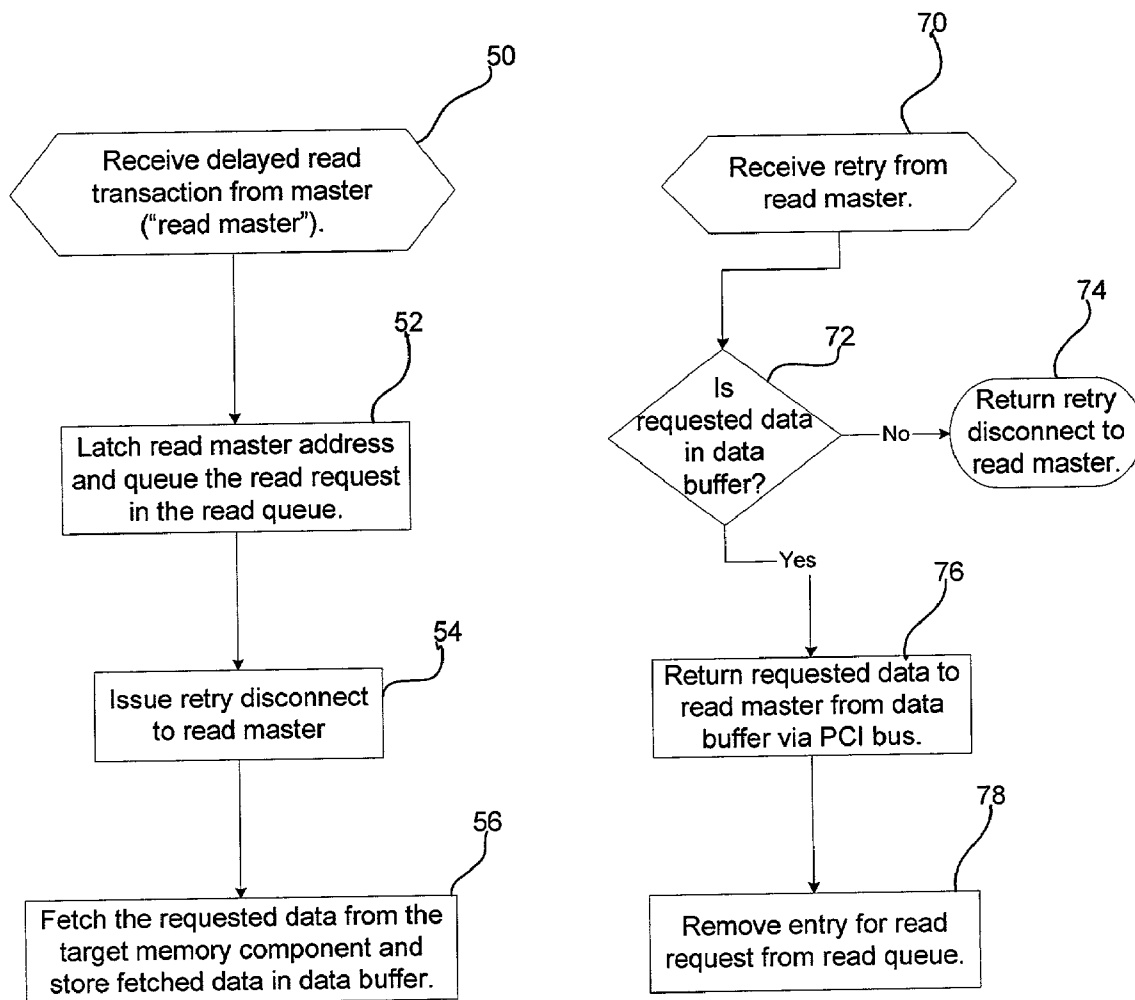 50
Receive delayed read
transaction from master
(“read master”).
52
Latch read master address
and queue the read request
in the read queue.
54
Issue retry disconnect
to read master
56
Fetch the requested data from the
target memory component and
store fetched data in data buffer.
70
Receive retry from
read master.
72
Is
requested data
in data
buffer?
No
74
Return retry
disconnect to
read master.
Yes
76
Return requested data to
read master from data
buffer via PCI bus.
78
Remove entry for read
request from read queue.